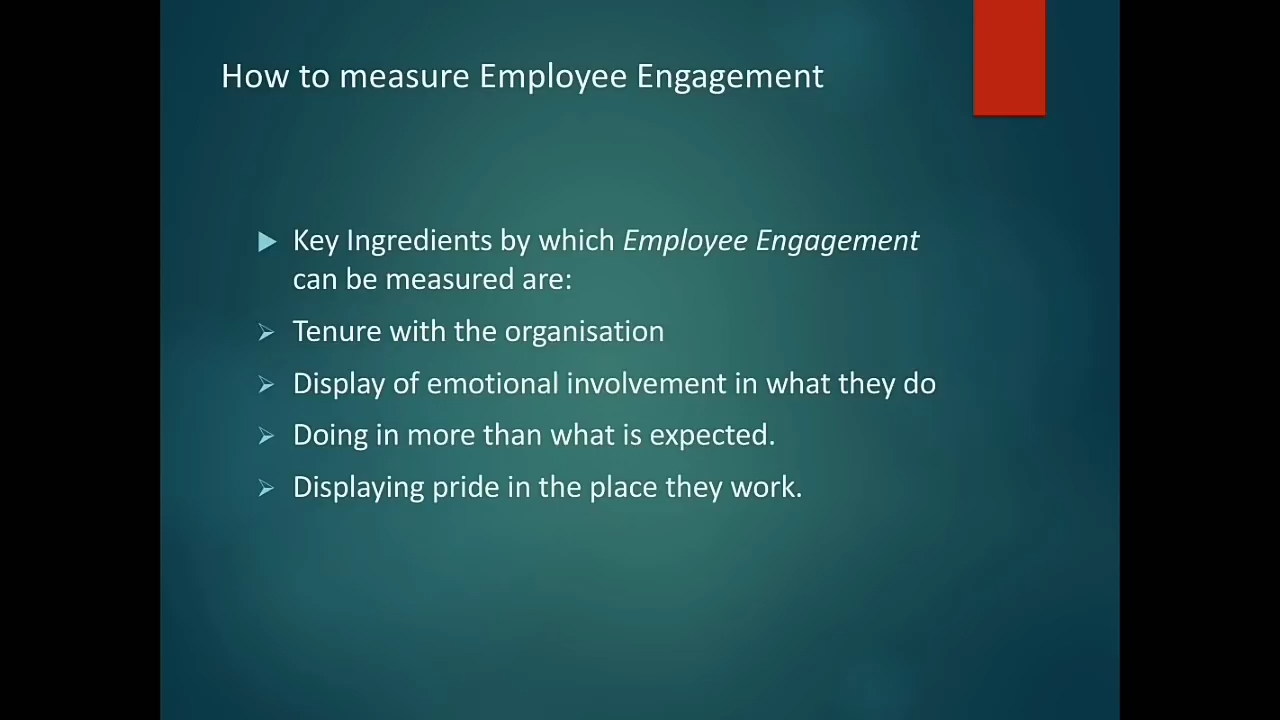 How to measure Employee Engagement
Key Ingredients by which Employee Engagement
can be measured are:
Tenure with the organisation
Display of emotional involvement in what they do
Doing in more than what is expected.
Displaying pride in the place they work.